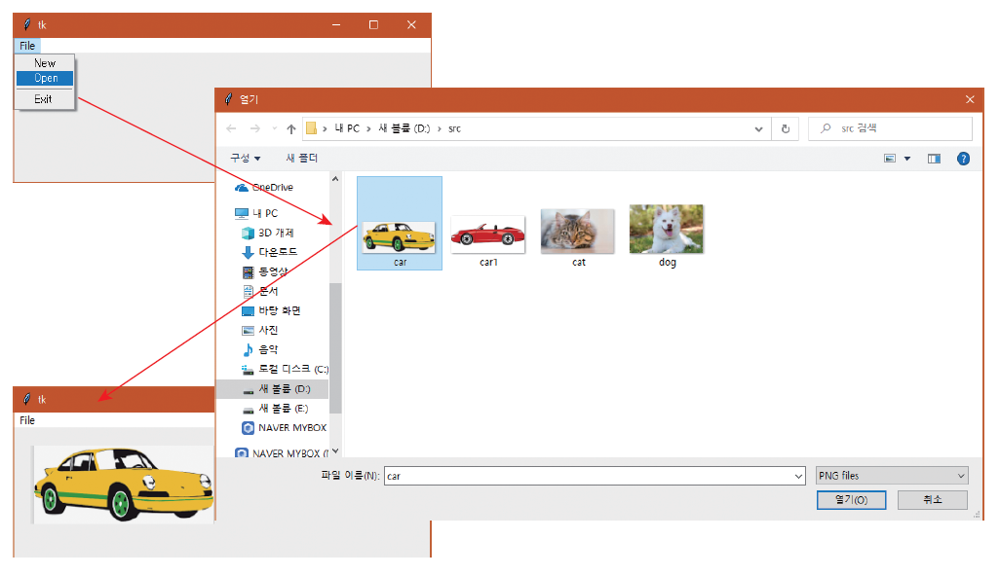 tk
File
New
Open
Exit
열기
내 PC > 새 볼륨 (D:) > src
src 검색
구성
새 폴더
OneDrive
내 PC
3D 개체
다운로드
동영상
문서
바탕 화면
사진
음악
로컬 디스크 (C:)
새 볼륨 (D:)
새 볼륨 (E:)
NAVER MYBOX
NAVER MYBOX (
car
car1
cat
dog
파일 이름(N):
car
PNG files
열기(O)
취소
tk
File